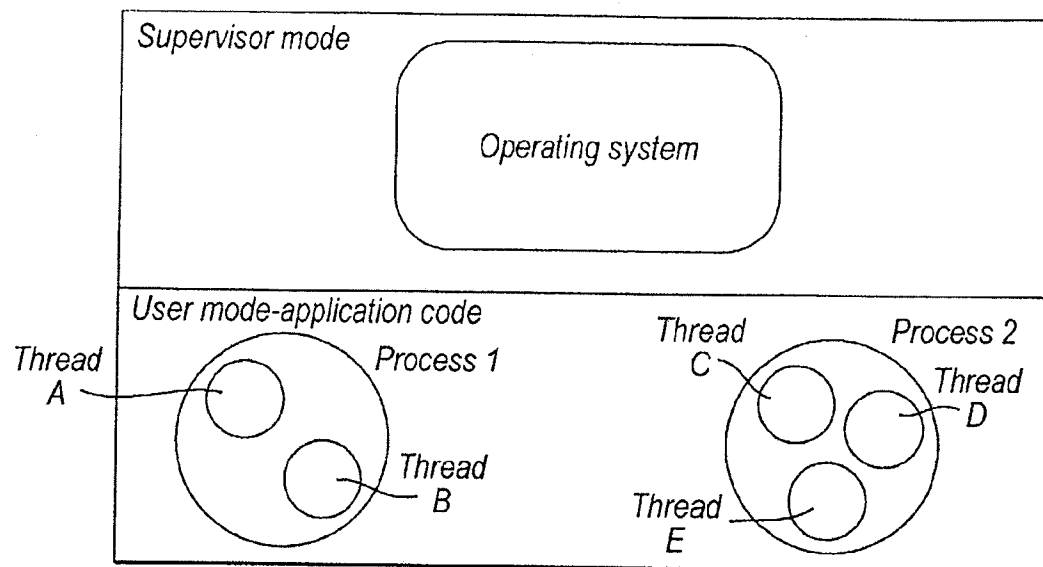 Supervisor mode
Operating system
User mode-application code
Thread
A
Process 1
Thread
B
Thread
C
Process 2
Thread
D
Thread
E